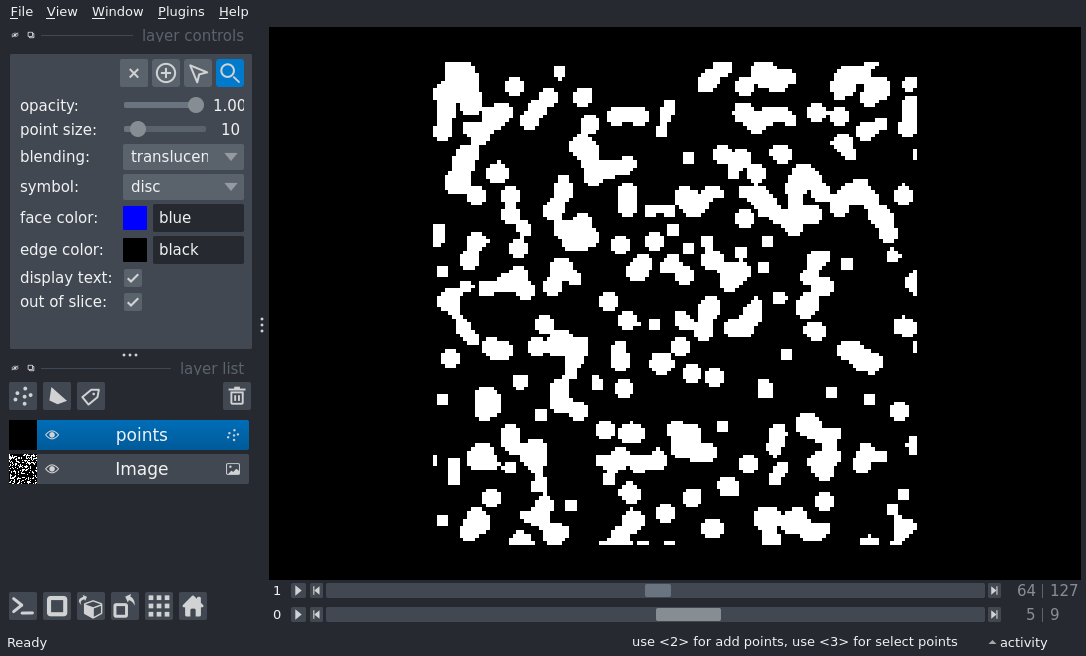 File View Window Plugins Help
layer controls
opacity: 1.00
point size: 10
blending: translucen
symbol: disc
face color: blue
edge color: black
display text:
out of slice:
layer list
points
Image
1 64 | 127
0 5 | 9
Ready use <2> for add points, use <3> for select points activity